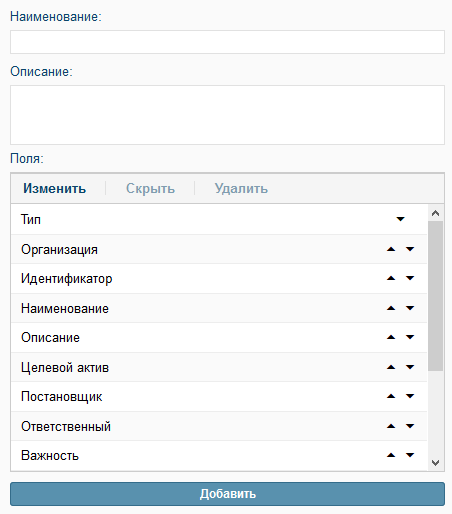 Наименование:
Описание:
Поля:
Изменить Скрыть Удалить
Тип
Организация
Идентификатор
Наименование
Описание
Целевой актив
Постановщик
Ответственный
Важность
Добавить